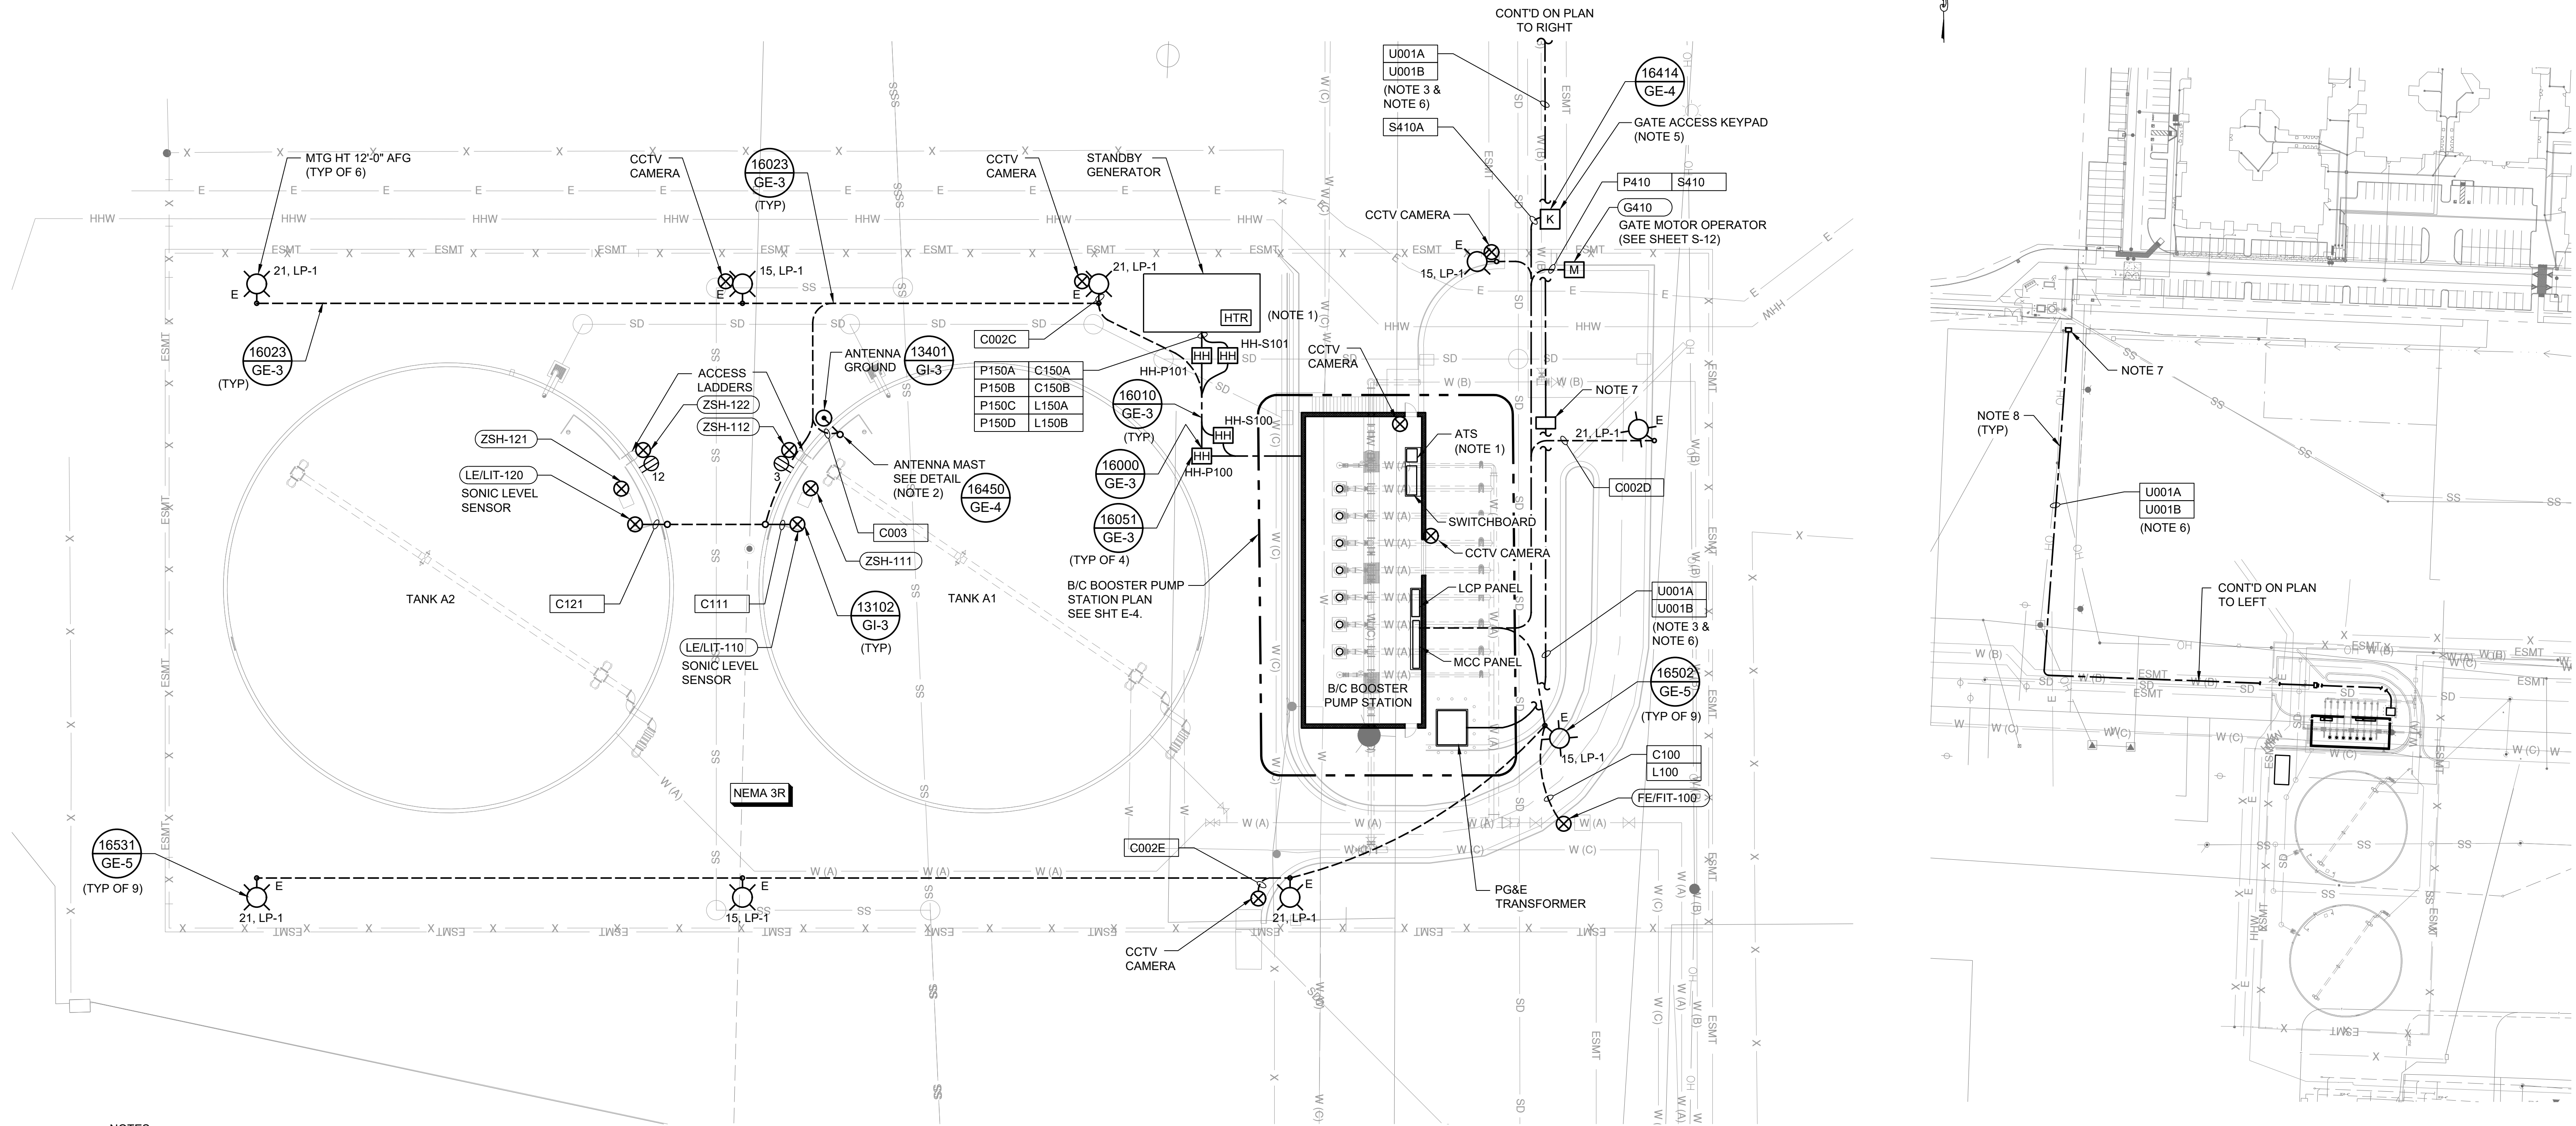 CONT'D ON PLAN
TO RIGHT
U001A
U001B
(NOTE 3 &
NOTE 6)
S410A
16414
GE-4
GATE ACCESS KEYPAD
(NOTE 5)
K
P410 S410
G410
GATE MOTOR OPERATOR
(SEE SHEET S-12)
M
CCTV CAMERA
E
15, LP-1
MTG HT 12'-0" AFG
(TYP OF 6)
CCTV
CAMERA
16023
GE-3
(TYP)
CCTV
CAMERA
STANDBY
GENERATOR
21, LP-1
E
15, LP-1
E
21, LP-1
E
HTR
(NOTE 1)
16023
GE-3
(TYP)
C002C
HH-S101
HH HH
HH-P101
ANTENNA
GROUND
13401
GI-3
P150A C150A
P150B C150B
P150C L150A
P150D L150B
ACCESS
LADDERS
ZSH-122
ZSH-112
ZSH-121
LE/LIT-120
SONIC LEVEL
SENSOR
12
3
16010
GE-3
(TYP)
HH-S100
HH
HH
HH-P100
16000
GE-3
16051
GE-3
(TYP OF 4)
ANTENNA MAST
SEE DETAIL
(NOTE 2)
16450
GE-4
C003
ZSH-111
CCTV
CAMERA
NOTE 7
21, LP-1
E
ATS
(NOTE 1)
C002D
SWITCHBOARD
CCTV CAMERA
LCP PANEL
MCC PANEL
B/C BOOSTER
PUMP STATION
B/C BOOSTER PUMP
STATION PLAN
SEE SHT E-4.
TANK A2
C121
C111
TANK A1
13102
GI-3
(TYP)
LE/LIT-110
SONIC LEVEL
SENSOR
U001A
U001B
(NOTE 3 &
NOTE 6)
16502
GE-5
(TYP OF 9)
E
15, LP-1
C100
L100
FE/FIT-100
NEMA 3R
16531
GE-5
(TYP OF 9)
C002E
PG&E
TRANSFORMER
E
21, LP-1
E
15, LP-1
E
21, LP-1
CCTV
CAMERA
NOTE 7
NOTE 8
(TYP)
U001A
U001B
(NOTE 6)
CONT'D ON PLAN
TO LEFT